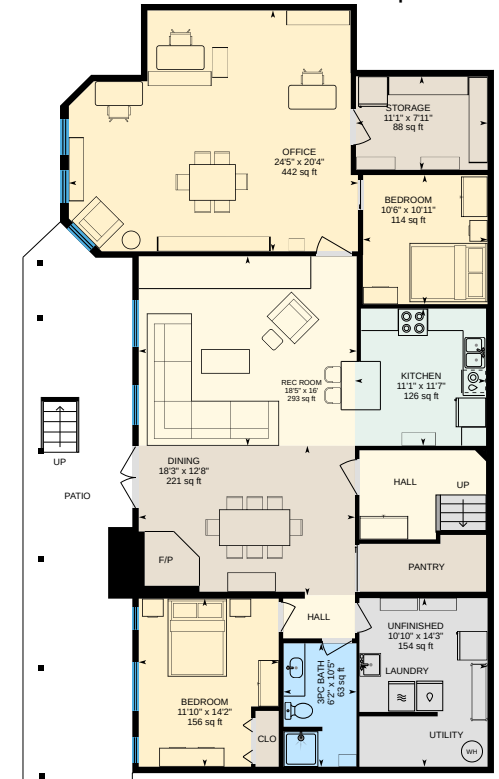 STORAGE
11'1" x 7'11"
88 sq ft
OFFICE
24'5" x 20'4"
442 sq ft
BEDROOM
10'6" x 10'11"
114 sq ft
REC ROOM
18'5" x 16'
293 sq ft
KITCHEN
11'1" x 11'7"
126 sq ft
UP
PATIO
DINING
18'3" x 12'8"
221 sq ft
HALL
UP
F/P
PANTRY
HALL
UNFINISHED
10'10" x 14'3"
154 sq ft
LAUNDRY
3PC BATH
6'2" x 10'5"
63 sq ft
BEDROOM
11'10" x 14'2"
156 sq ft
CLO
UTILITY
WH